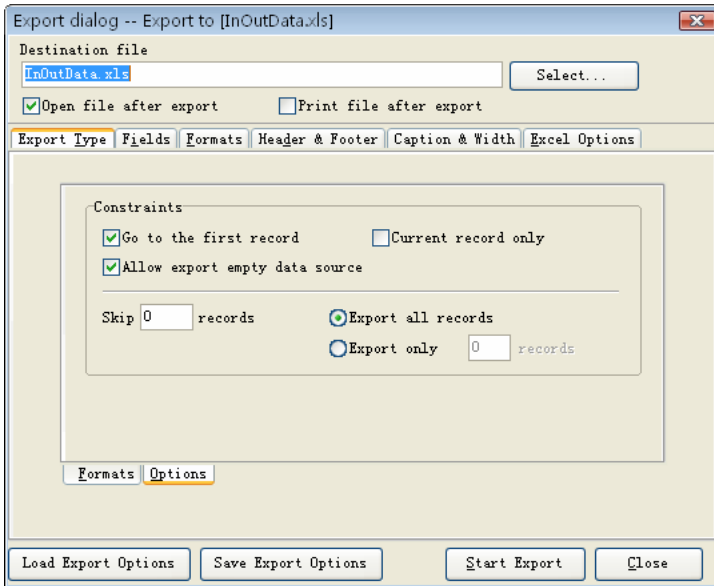 Export dialog -- Export to [InOutData.xls]
Destination file
InOutData.xls
Select...
Open file after export
Print file after export
Export Type
Fields
Formats
Header & Footer
Caption & Width
Excel Options
Constraints
Go to the first record
Current record only
Allow export empty data source
Skip 0 records
Export all records
Export only 0 records
Formats
Options
Load Export Options
Save Export Options
Start Export
Close